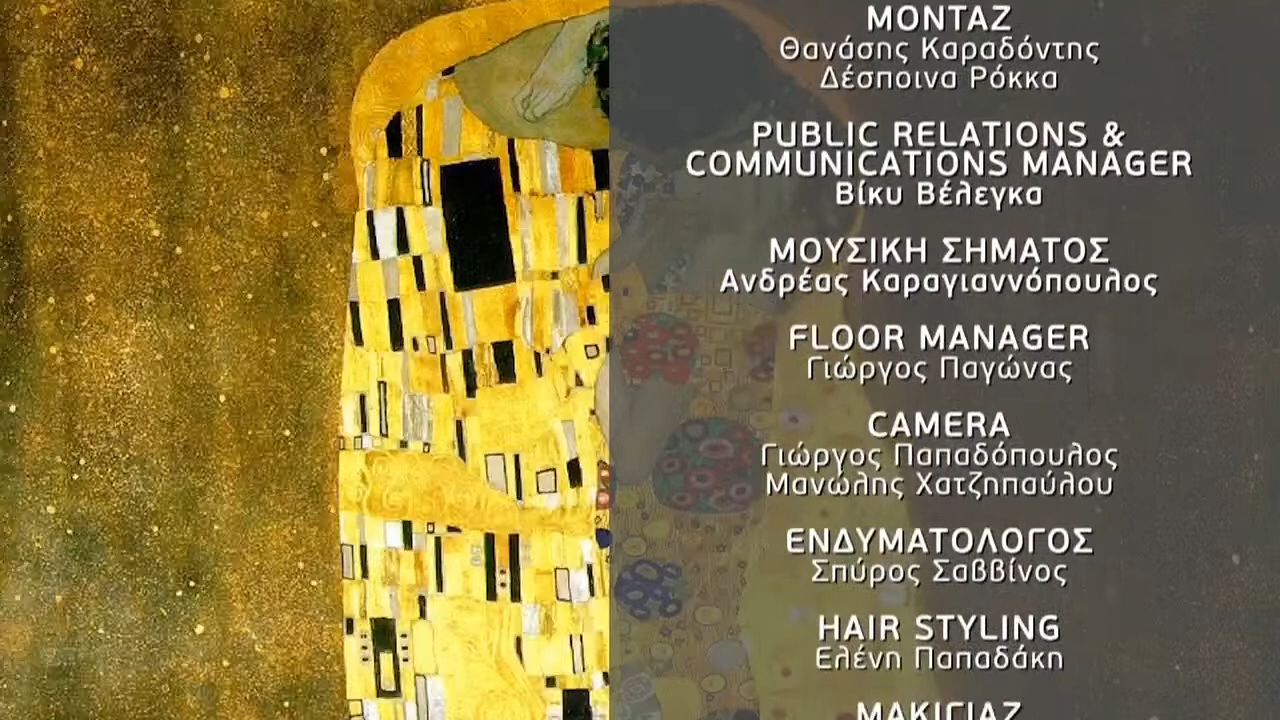 ΜΟΝΤΑΖ
Θανάσης Καραδόντης
Δέσποινα Ρόκκα
PUBLIC RELATIONS &
COMMUNICATIONS MANAGER
Βίκυ Βέλεγκα
ΜΟΥΣΙΚΗ ΣΗΜΑΤΟΣ
Ανδρέας Καραγιαννόπουλος
FLOOR MANAGER
Γιώργος Παγώνας
CAMERA
Γιώργος Παπαδόπουλος
Μανώλης Χατζηπαύλου
ΕΝΔΥΜΑΤΟΛΟΓΟΣ
Σπύρος Σαββίνος
HAIR STYLING
Ελένη Παπαδάκη
ΜΑΚΙΓΙΑΖ